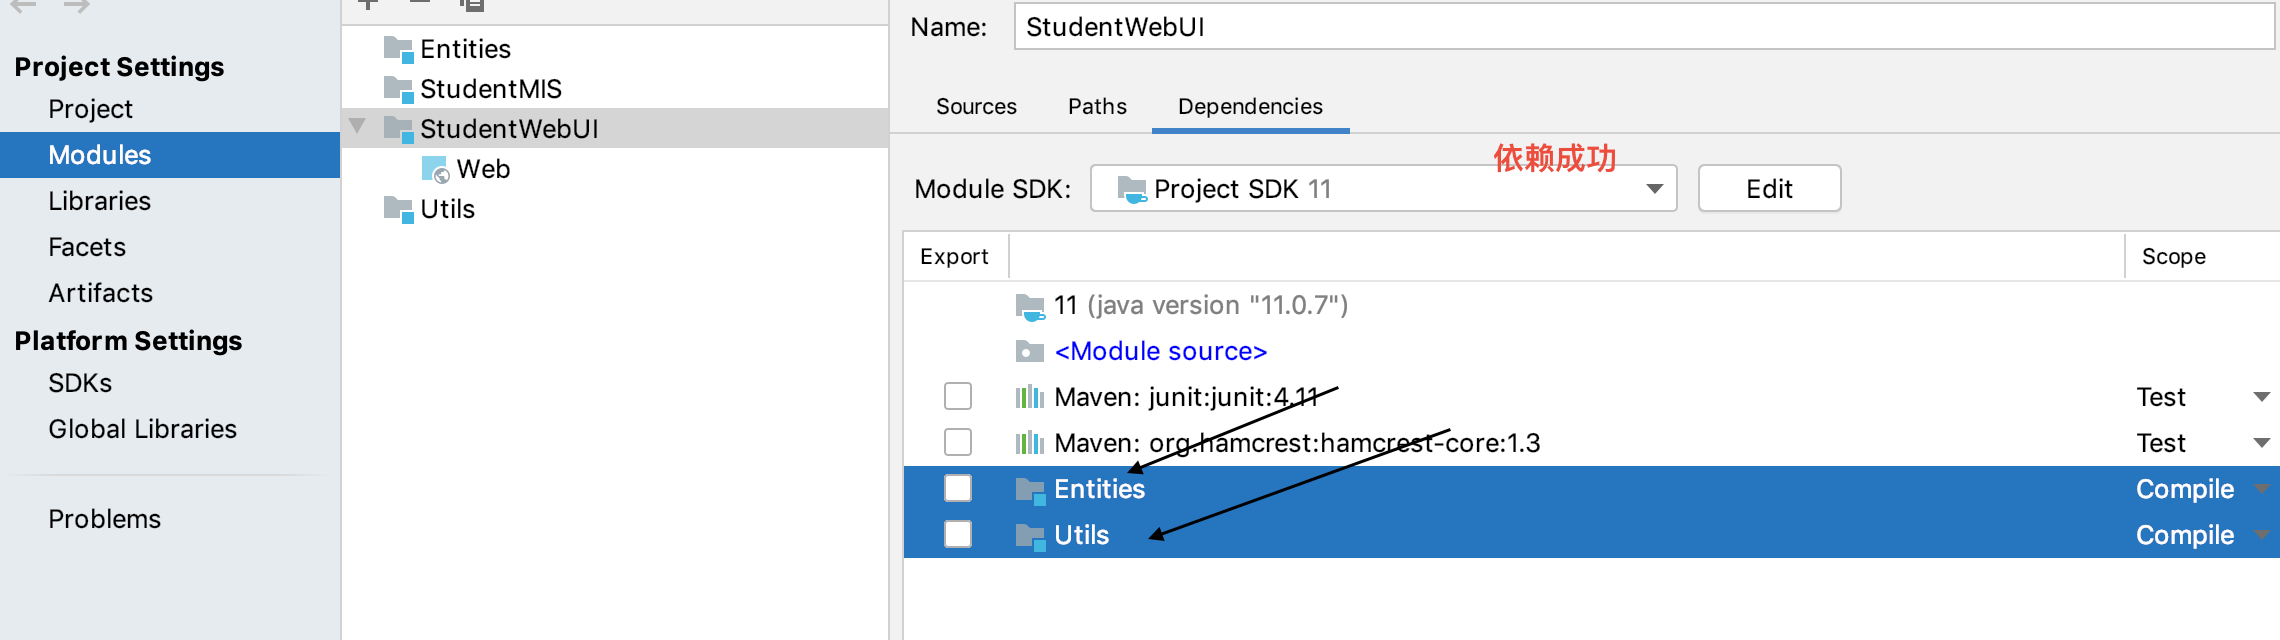 Project Settings
Project
Modules
Libraries
Facets
Artifacts
Platform Settings
SDKs
Global Libraries
Problems
Entities
StudentMIS
StudentWebUI
Web
Utils
Name: StudentWebUI
Sources Paths Dependencies
依赖成功
Module SDK: Project SDK 11 Edit
Export Scope
11 (java version "11.0.7")
<Module source>
Maven: junit:junit:4.11 Test
Maven: org.hamcrest:hamcrest-core:1.3 Test
Entities Compile
Utils Compile